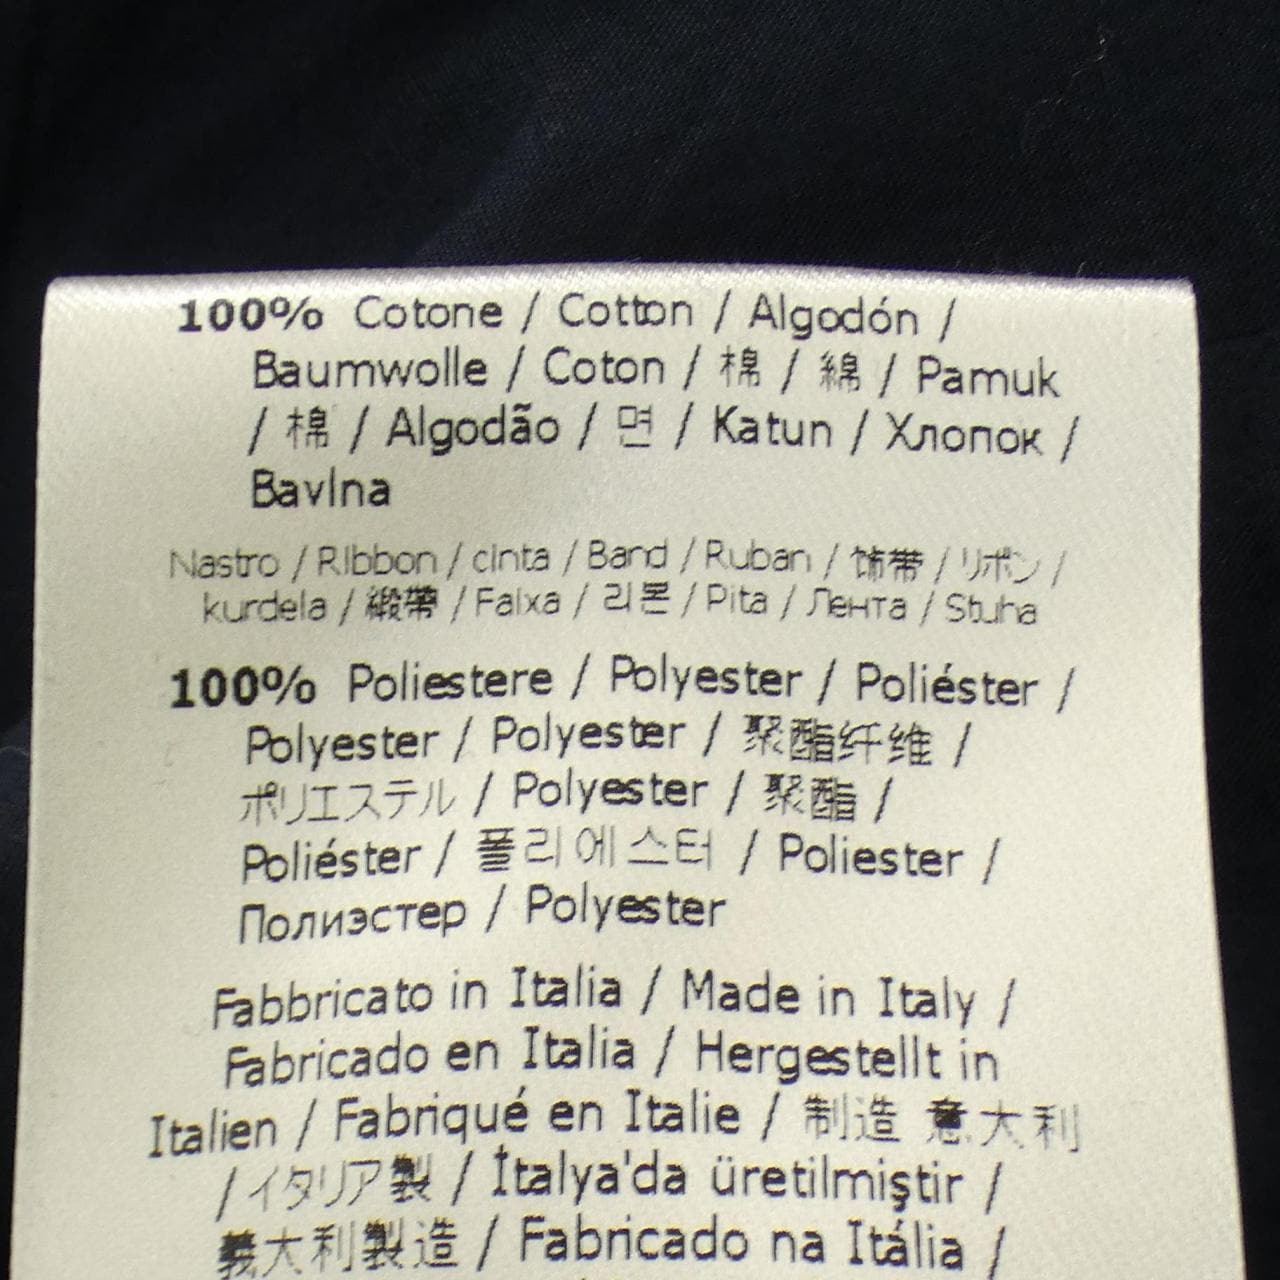 100% Cotone / Cotton / Algodón /
Baumwolle / Coton / 棉 / 綿 / Pamuk
/ 棉 / Algodão / 면 / Katun / Хлопок /
Bavlna
Nastro / Ribbon / cinta / Band / Ruban / 饰带 / リボン /
kurdela / 緞帶 / Faixa / 리본 / Pita / Лента / Stuha
100% Poliestere / Polyester / Poliéster /
Polyester / Polyester / 聚酯纤维 /
ポリエステル / Polyester / 聚酯 /
Poliéster / 폴리에스터 / Poliester /
Полиэстер / Polyester
Fabbricato in Italia / Made in Italy /
Fabricado en Italia / Hergestellt in
Italien / Fabriqué en Italie / 制造 意大利
/イタリア製 / İtalya'da üretilmiştir /
義大利製造 / Fabricado na Itália /